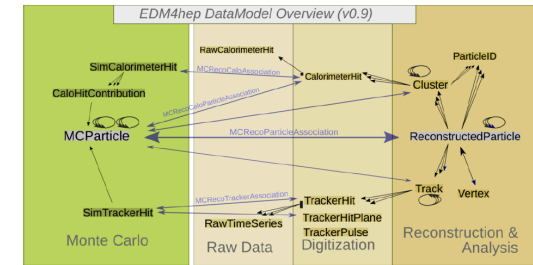 EDM4hep DataModel Overview (v0.9)
RawCalorimeterHit
ParticleID
SimCalorimeterHit
MCRecoCaloAssociation
CalorimeterHit
Cluster
CaloHitContribution
MCRecoCaloParticleAssociation
MCParticle
MCRecoParticleAssociation
ReconstructedParticle
MCRecoTrackerAssociation
TrackerHit
Track
Vertex
SimTrackerHit
RawTimeSeries
TrackerHitPlane
TrackerPulse
Monte Carlo
Raw Data
Digitization
Reconstruction &
Analysis